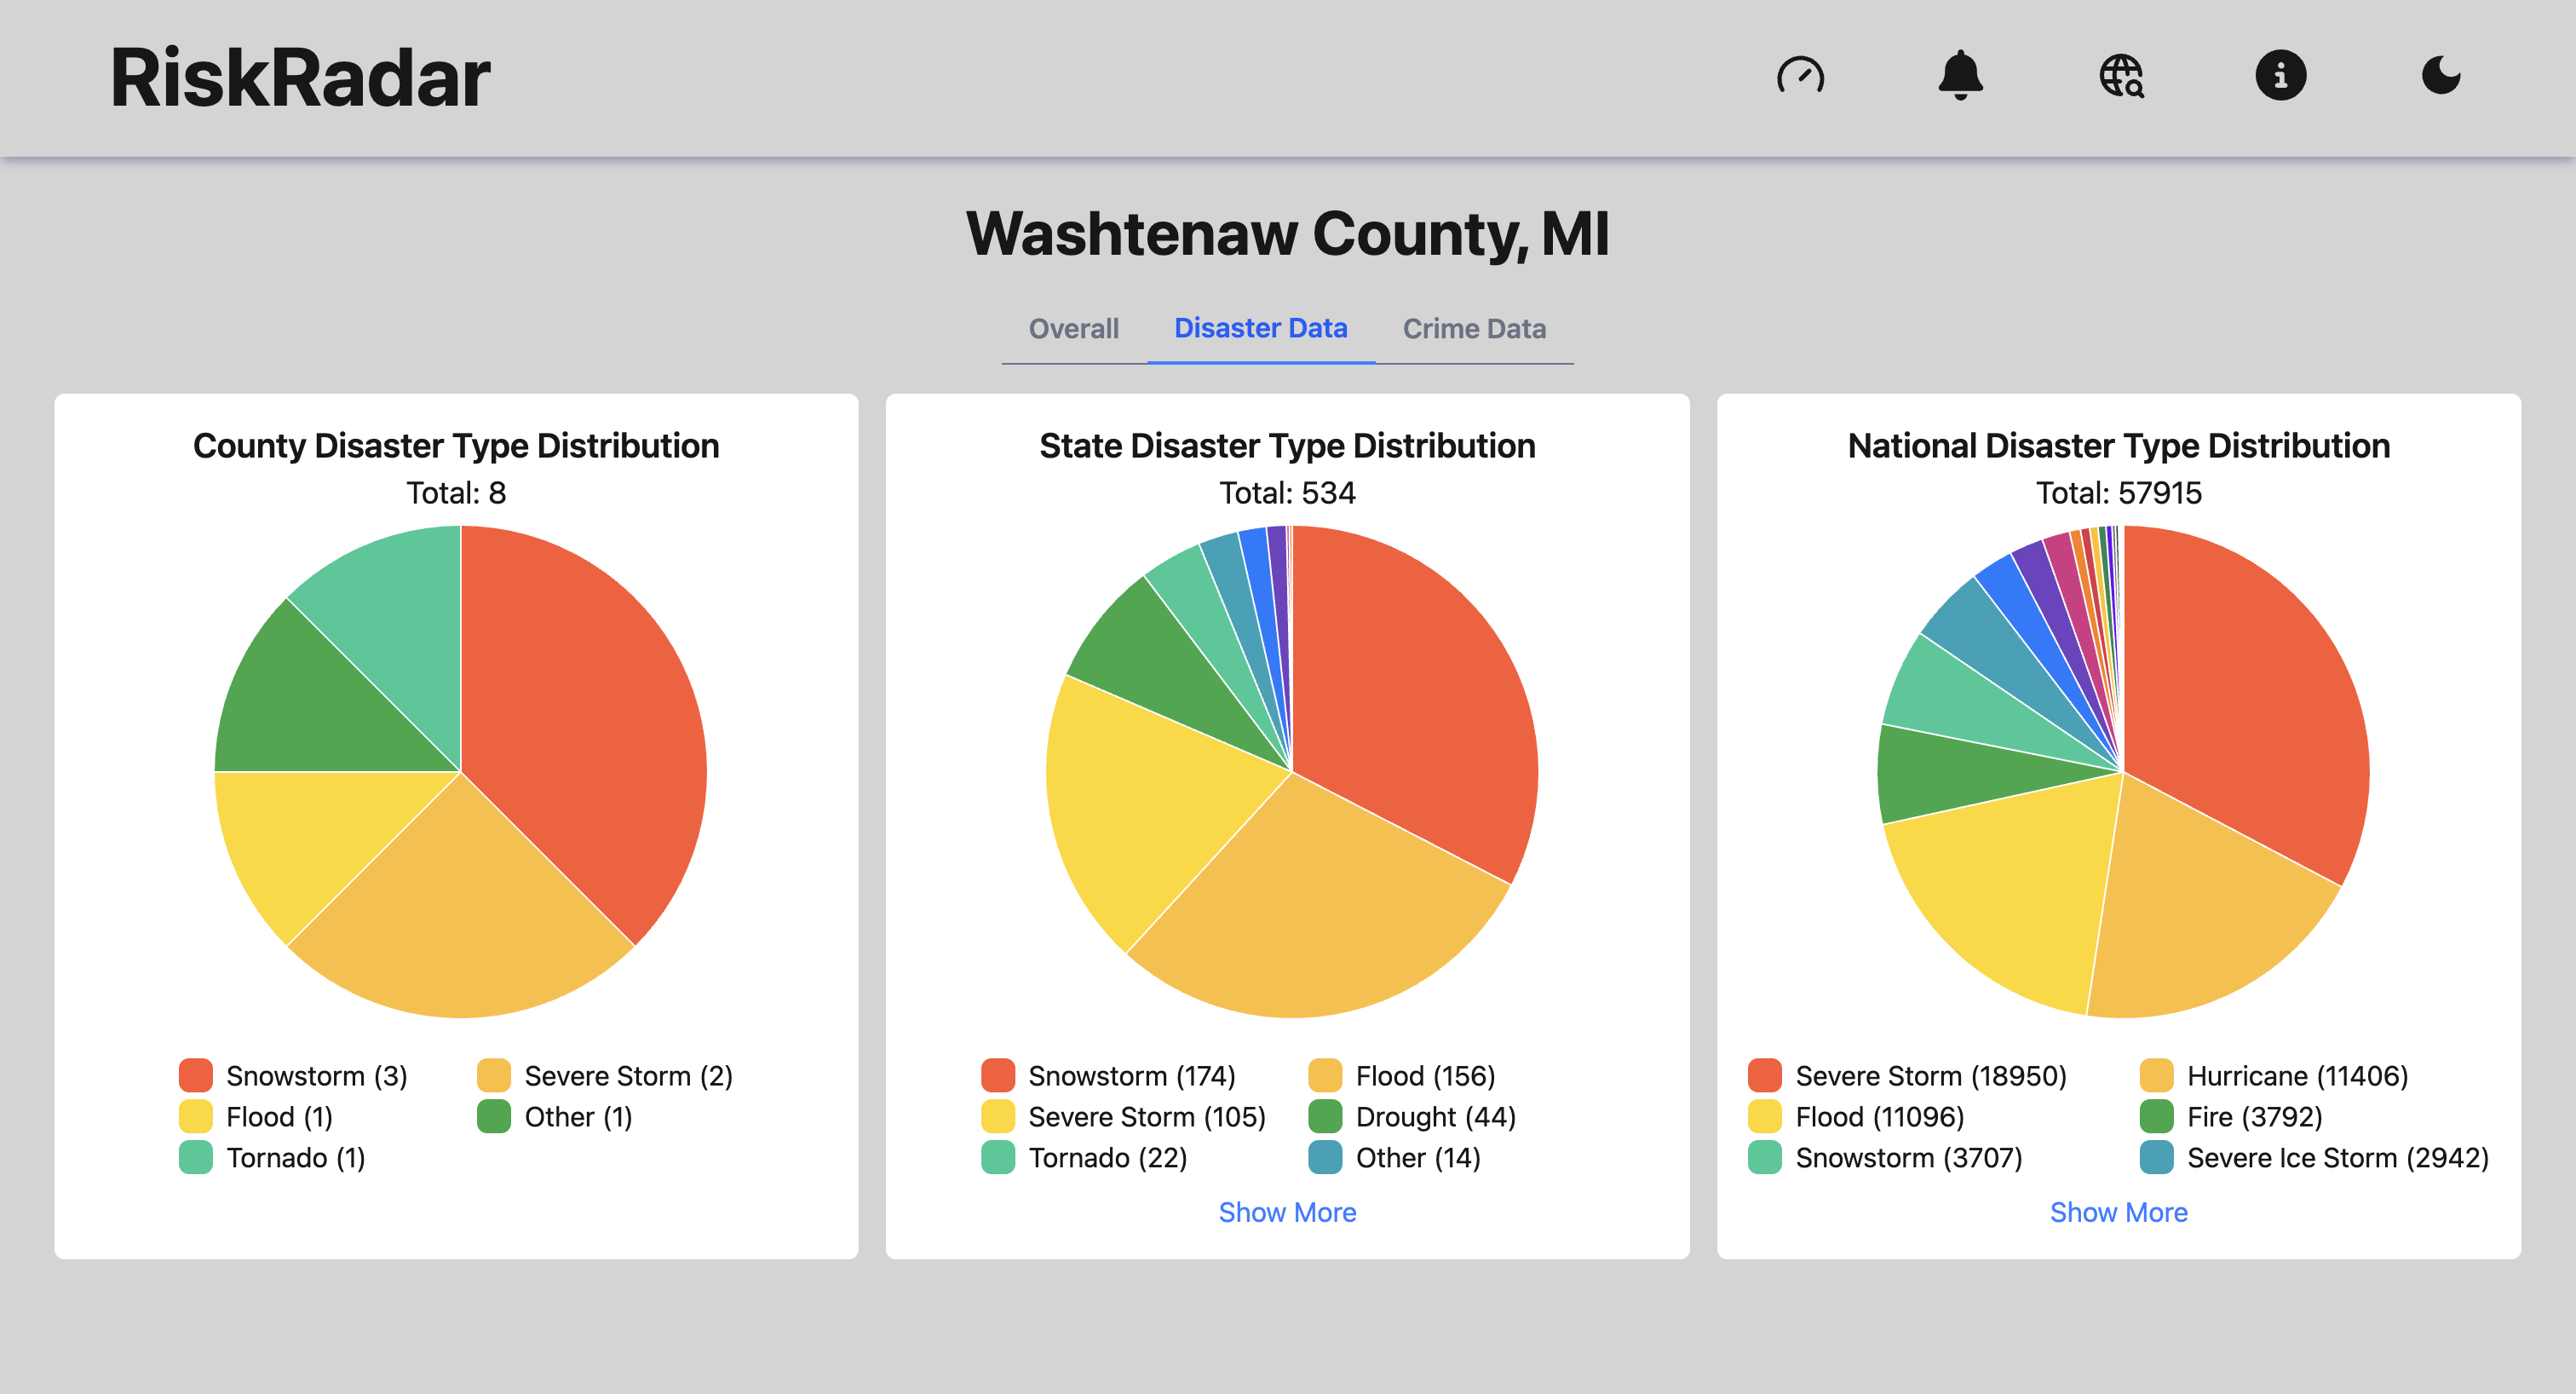 RiskRadar
Washtenaw County, MI
Overall Disaster Data Crime Data
County Disaster Type Distribution
Total: 8
Snowstorm (3) Severe Storm (2)
Flood (1) Other (1)
Tornado (1)
State Disaster Type Distribution
Total: 534
Snowstorm (174) Flood (156)
Severe Storm (105) Drought (44)
Tornado (22) Other (14)
Show More
National Disaster Type Distribution
Total: 57915
Severe Storm (18950) Hurricane (11406)
Flood (11096) Fire (3792)
Snowstorm (3707) Severe Ice Storm (2942)
Show More